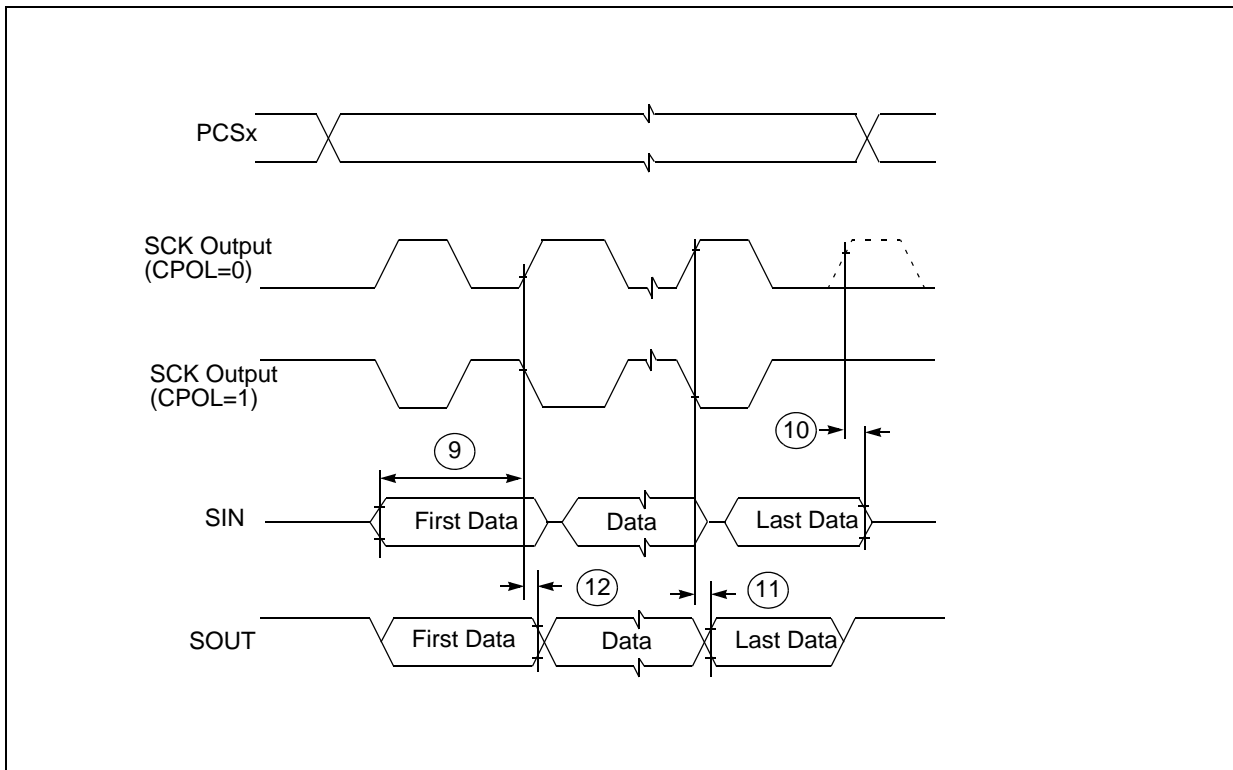 PCSx
SCK Output
(CPOL=0)
SCK Output
(CPOL=1)
10
9
SIN
First Data
Data
Last Data
12
11
SOUT
First Data
Data
Last Data